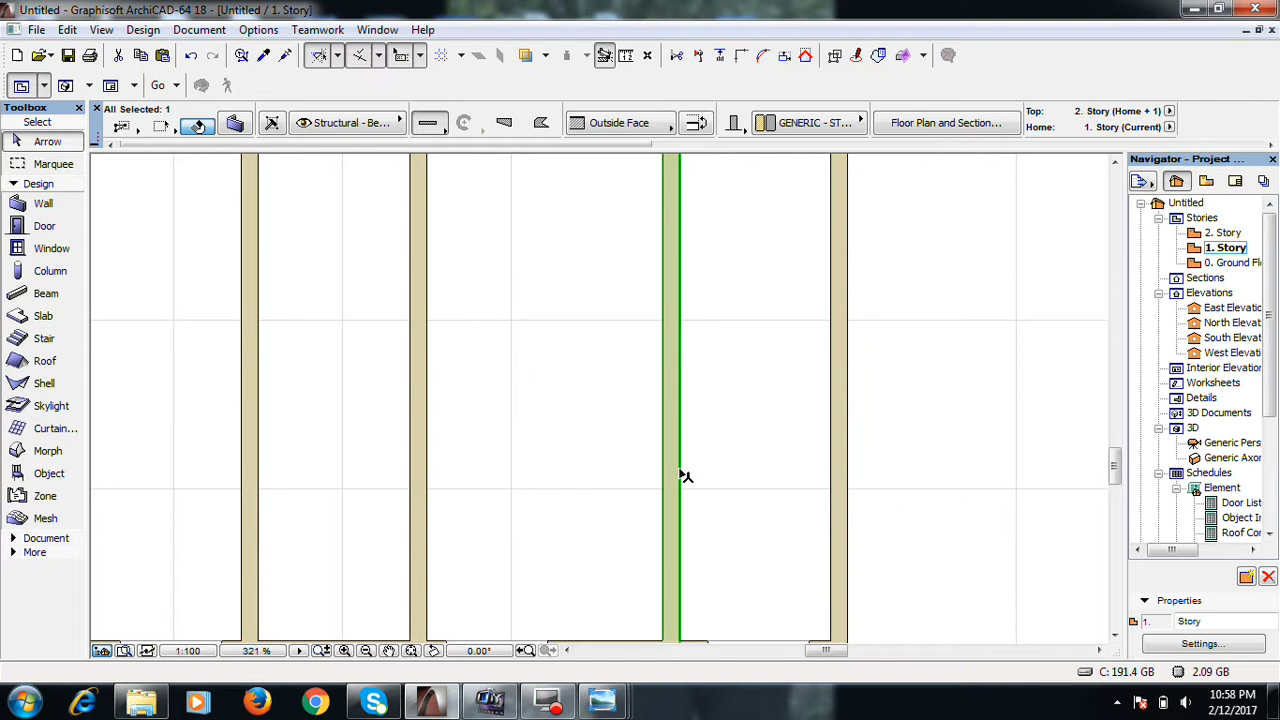 Untitled - Graphisoft ArchiCAD-64 18 - [Untitled / 1. Story]
File Edit View Design Document Options Teamwork Window Help
Go
Toolbox
Select
Arrow
Marquee
Design
Wall
Door
Window
Column
Beam
Slab
Stair
Roof
Shell
Skylight
Curtain...
Morph
Object
Zone
Mesh
Document
More
All Selected: 1
Structural - Be...
Outside Face
GENERIC - ST...
Floor Plan and Section...
Top: 2. Story (Home + 1)
Home: 1. Story (Current)
Navigator - Project ...
Untitled
Stories
2. Story
1. Story
0. Ground Fl
Sections
Elevations
East Elevatio
North Elevat
South Elevat
West Elevati
Interior Elevation
Worksheets
Details
3D Documents
3D
Generic Pers
Generic Axon
Schedules
Element
Door List
Object In
Roof Cor
Properties
1. Story
Settings...
1:100 321 % 0.00°
C: 191.4 GB 2.09 GB
10:58 PM
2/12/2017